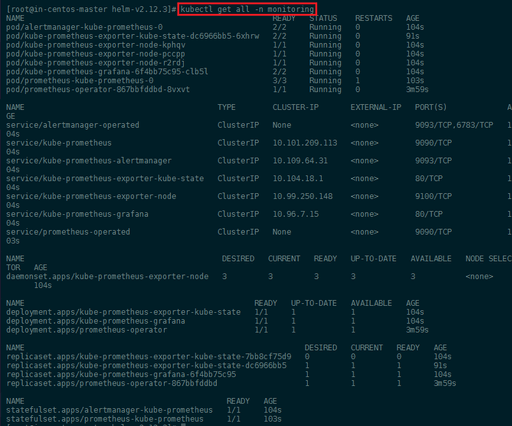 [root@in-centos-master helm-v2.12.3]# kubectl get all -n monitoring
NAME READY STATUS RESTARTS AGE
pod/alertmanager-kube-prometheus-0 2/2 Running 0 104s
pod/kube-prometheus-exporter-kube-state-dc6966bb5-6xhrw 2/2 Running 0 91s
pod/kube-prometheus-exporter-node-kphqv 1/1 Running 0 104s
pod/kube-prometheus-exporter-node-pccpp 1/1 Running 0 104s
pod/kube-prometheus-exporter-node-r2rdj 1/1 Running 0 104s
pod/kube-prometheus-grafana-6f4bb75c95-clb5l 2/2 Running 0 104s
pod/prometheus-kube-prometheus-0 3/3 Running 1 103s
pod/prometheus-operator-867bbfddbd-8vxvt 1/1 Running 0 3m59s
NAME TYPE CLUSTER-IP EXTERNAL-IP PORT(S) A
GE
service/alertmanager-operated ClusterIP None <none> 9093/TCP,6783/TCP 1
04s
service/kube-prometheus ClusterIP 10.101.209.113 <none> 9090/TCP 1
04s
service/kube-prometheus-alertmanager ClusterIP 10.109.64.31 <none> 9093/TCP 1
04s
service/kube-prometheus-exporter-kube-state ClusterIP 10.104.18.1 <none> 80/TCP 1
04s
service/kube-prometheus-exporter-node ClusterIP 10.99.250.148 <none> 9100/TCP 1
04s
service/kube-prometheus-grafana ClusterIP 10.96.7.15 <none> 80/TCP 1
04s
service/prometheus-operated ClusterIP None <none> 9090/TCP 1
03s
NAME DESIRED CURRENT READY UP-TO-DATE AVAILABLE NODE SELEC
TOR AGE
daemonset.apps/kube-prometheus-exporter-node 3 3 3 3 3 <none>
104s
NAME READY UP-TO-DATE AVAILABLE AGE
deployment.apps/kube-prometheus-exporter-kube-state 1/1 1 1 104s
deployment.apps/kube-prometheus-grafana 1/1 1 1 104s
deployment.apps/prometheus-operator 1/1 1 1 3m59s
NAME DESIRED CURRENT READY AGE
replicaset.apps/kube-prometheus-exporter-kube-state-7bb8cf75d9 0 0 0 104s
replicaset.apps/kube-prometheus-exporter-kube-state-dc6966bb5 1 1 1 91s
replicaset.apps/kube-prometheus-grafana-6f4bb75c95 1 1 1 104s
replicaset.apps/prometheus-operator-867bbfddbd 1 1 1 3m59s
NAME READY AGE
statefulset.apps/alertmanager-kube-prometheus 1/1 104s
statefulset.apps/prometheus-kube-prometheus 1/1 103s